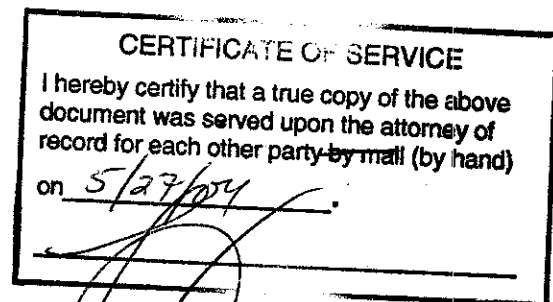 CERTIFICATE OF SERVICE
I hereby certify that a true copy of the above
document was served upon the attorney of
record for each other party by mail (by hand)
on 5/27/04.